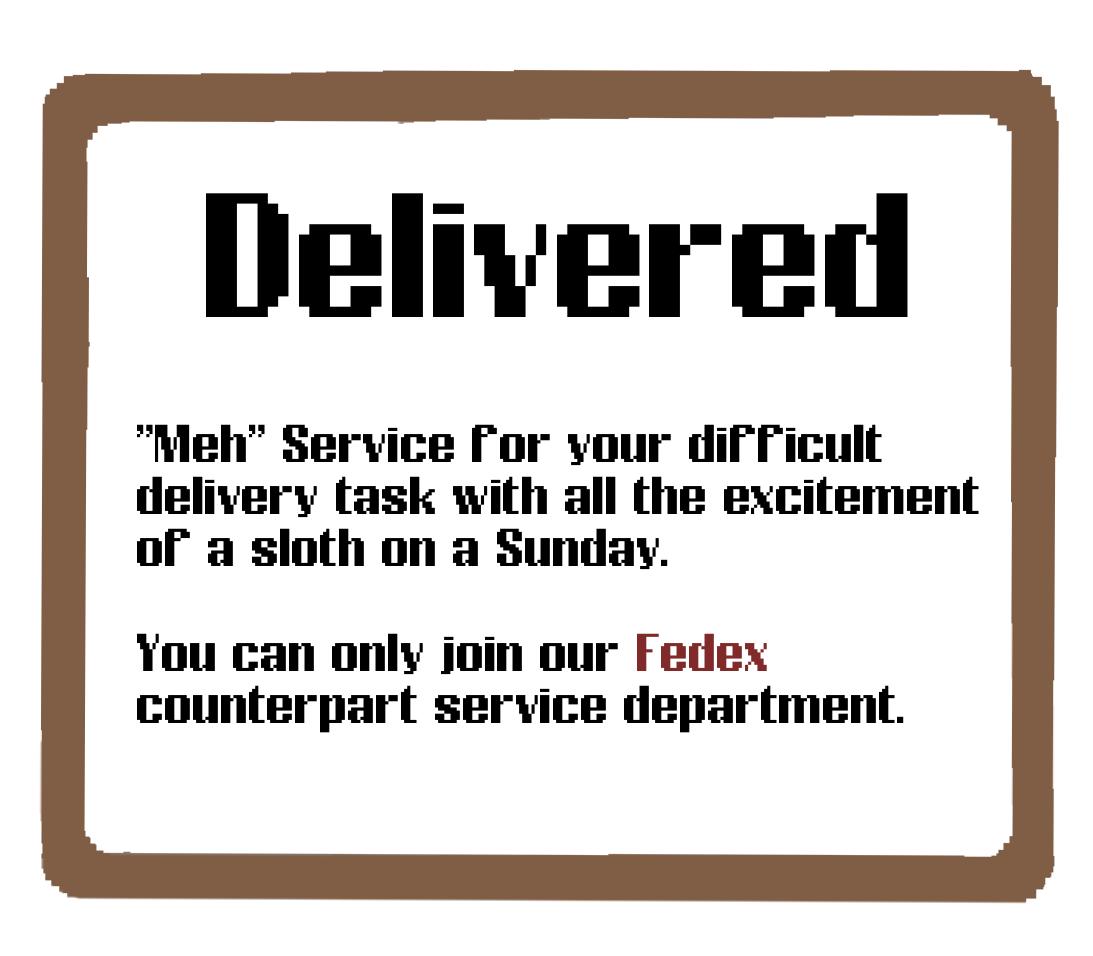 Delivered
"Meh" Service for your difficult
delivery task with all the excitement
of a sloth on a Sunday.
You can only join our Fedex
counterpart service department.